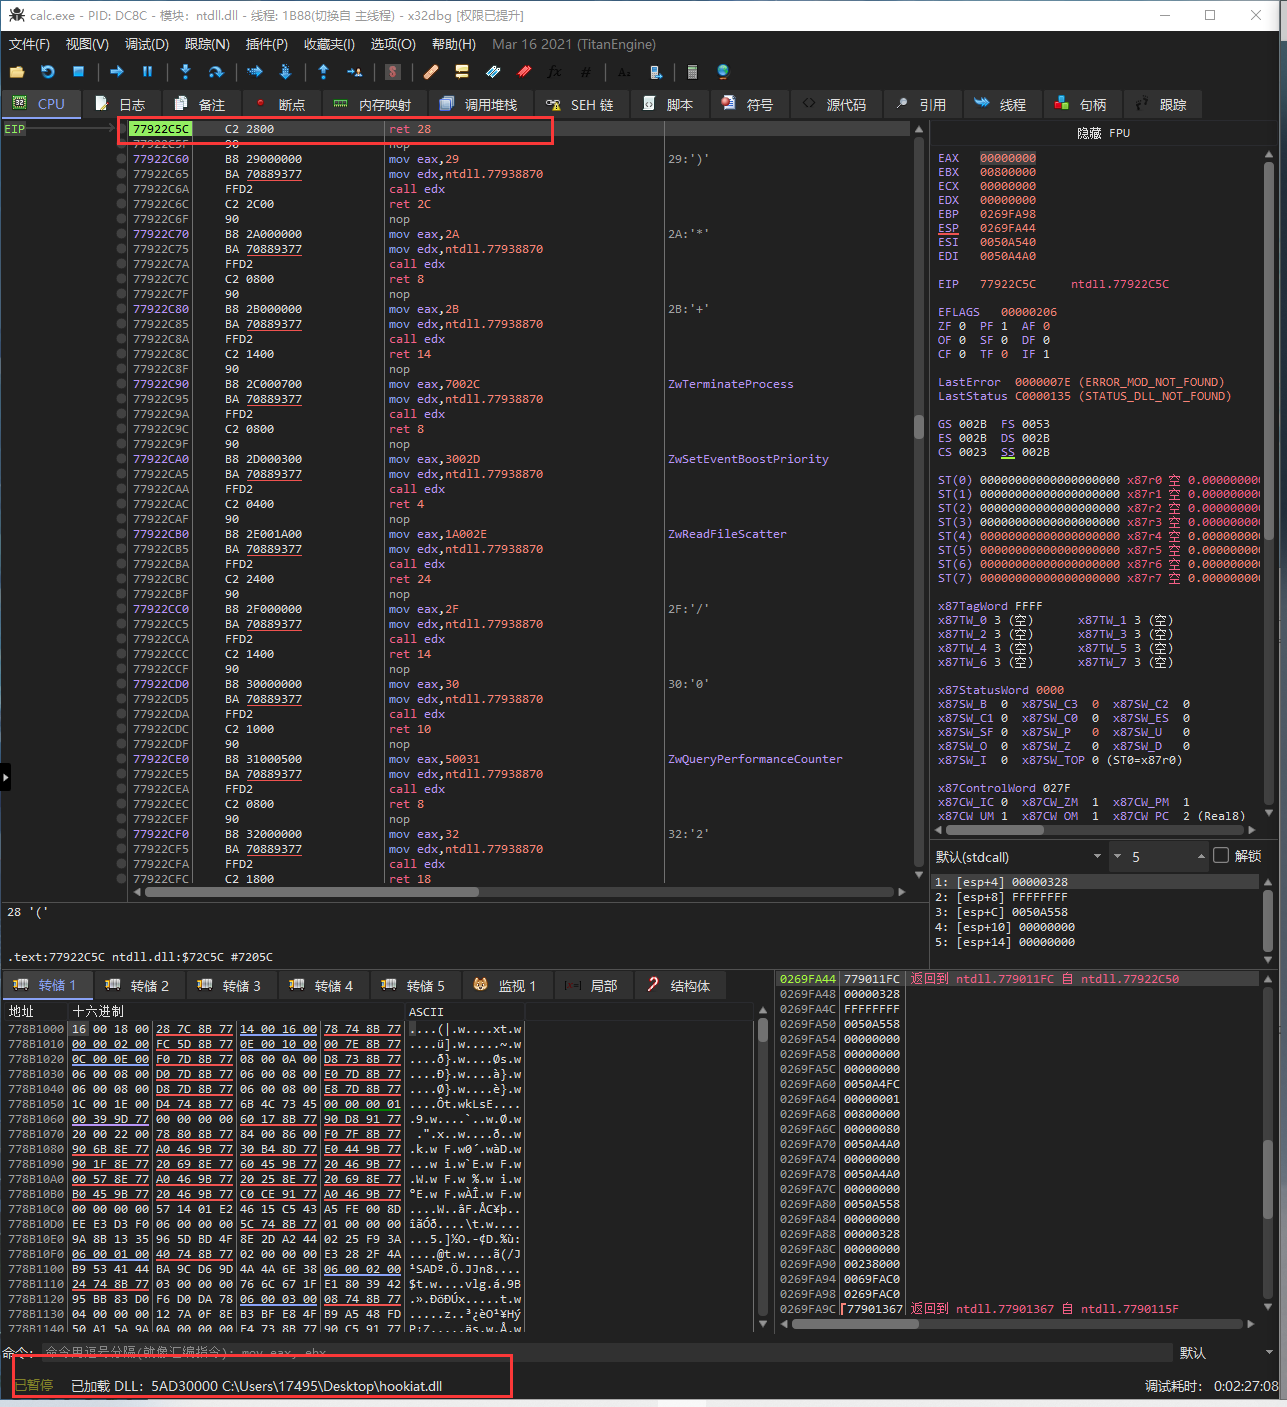 calc.exe - PID: DC8C - 模块: ntdll.dll - 线程: 1B88(切换自 主线程) - x32dbg [权限已提升]
文件(F) 视图(V) 调试(D) 跟踪(N) 插件(P) 收藏夹(I) 选项(O) 帮助(H) Mar 16 2021 (TitanEngine)
CPU 日志 备注 断点 内存映射 调用堆栈 SEH 链 脚本 符号 源代码 引用 线程 句柄 跟踪
EIP
77922C5C C2 2800 ret 28
77922C5F 90 nop
77922C60 B8 29000000 mov eax,29 29:')'
77922C65 BA 70889377 mov edx,ntdll.77938870
77922C6A FFD2 call edx
77922C6C C2 2C00 ret 2C
77922C6F 90 nop
77922C70 B8 2A000000 mov eax,2A 2A:'*'
77922C75 BA 70889377 mov edx,ntdll.77938870
77922C7A FFD2 call edx
77922C7C C2 0800 ret 8
77922C7F 90 nop
77922C80 B8 2B000000 mov eax,2B 2B:'+'
77922C85 BA 70889377 mov edx,ntdll.77938870
77922C8A FFD2 call edx
77922C8C C2 1400 ret 14
77922C8F 90 nop
77922C90 B8 2C000700 mov eax,7002C ZwTerminateProcess
77922C95 BA 70889377 mov edx,ntdll.77938870
77922C9A FFD2 call edx
77922C9C C2 0800 ret 8
77922C9F 90 nop
77922CA0 B8 2D000300 mov eax,3002D ZwSetEventBoostPriority
77922CA5 BA 70889377 mov edx,ntdll.77938870
77922CAA FFD2 call edx
77922CAC C2 0400 ret 4
77922CAF 90 nop
77922CB0 B8 2E001A00 mov eax,1A002E ZwReadFileScatter
77922CB5 BA 70889377 mov edx,ntdll.77938870
77922CBA FFD2 call edx
77922CBC C2 2400 ret 24
77922CBF 90 nop
77922CC0 B8 2F000000 mov eax,2F 2F:'/'
77922CC5 BA 70889377 mov edx,ntdll.77938870
77922CCA FFD2 call edx
77922CCC C2 1400 ret 14
77922CCF 90 nop
77922CD0 B8 30000000 mov eax,30 30:'0'
77922CD5 BA 70889377 mov edx,ntdll.77938870
77922CDA FFD2 call edx
77922CDC C2 1000 ret 10
77922CDF 90 nop
77922CE0 B8 31000500 mov eax,50031 ZwQueryPerformanceCounter
77922CE5 BA 70889377 mov edx,ntdll.77938870
77922CEA FFD2 call edx
77922CEC C2 0800 ret 8
77922CEF 90 nop
77922CF0 B8 32000000 mov eax,32 32:'2'
77922CF5 BA 70889377 mov edx,ntdll.77938870
77922CFA FFD2 call edx
77922CFC C2 1800 ret 18
隐藏 FPU
EAX 00000000
EBX 00800000
ECX 00000000
EDX 00000000
EBP 0269FA98
ESP 0269FA44
ESI 0050A540
EDI 0050A4A0
EIP 77922C5C ntdll.77922C5C
EFLAGS 00000206
ZF 0 PF 1 AF 0
OF 0 SF 0 DF 0
CF 0 TF 0 IF 1
LastError 0000007E (ERROR_MOD_NOT_FOUND)
LastStatus C0000135 (STATUS_DLL_NOT_FOUND)
GS 002B FS 0053
ES 002B DS 002B
CS 0023 SS 002B
ST(0) 00000000000000000000 x87r0 空 0.000000000
ST(1) 00000000000000000000 x87r1 空 0.000000000
ST(2) 00000000000000000000 x87r2 空 0.000000000
ST(3) 00000000000000000000 x87r3 空 0.000000000
ST(4) 00000000000000000000 x87r4 空 0.000000000
ST(5) 00000000000000000000 x87r5 空 0.000000000
ST(6) 00000000000000000000 x87r6 空 0.000000000
ST(7) 00000000000000000000 x87r7 空 0.000000000
x87TagWord FFFF
x87TW_0 3 (空) x87TW_1 3 (空)
x87TW_2 3 (空) x87TW_3 3 (空)
x87TW_4 3 (空) x87TW_5 3 (空)
x87TW_6 3 (空) x87TW_7 3 (空)
x87StatusWord 0000
x87SW_B 0 x87SW_C3 0 x87SW_C2 0
x87SW_C1 0 x87SW_C0 0 x87SW_ES 0
x87SW_SF 0 x87SW_P 0 x87SW_U 0
x87SW_O 0 x87SW_Z 0 x87SW_D 0
x87SW_I 0 x87SW_TOP 0 (ST0=x87r0)
x87ControlWord 027F
x87CW_IC 0 x87CW_ZM 1 x87CW_PM 1
x87CW_UM 1 x87CW_OM 1 x87CW_PC 2 (Real8)
默认(stdcall) 5 解锁
1: [esp+4] 00000328
2: [esp+8] FFFFFFFF
3: [esp+C] 0050A558
4: [esp+10] 00000000
5: [esp+14] 00000000
28 '('
.text:77922C5C ntdll.dll:$72C5C #7205C
转储 1 转储 2 转储 3 转储 4 转储 5 监视 1 局部 结构体
地址 十六进制 ASCII
778B1000 16 00 18 00 28 7C 8B 77 14 00 16 00 78 74 8B 77 ....(|.w....xt.w
778B1010 00 00 02 00 FC 5D 8B 77 0E 00 10 00 00 7E 8B 77 ....ü].w.....~.w
778B1020 0C 00 0E 00 F0 7D 8B 77 08 00 0A 00 D8 73 8B 77 ....ð}.w....Øs.w
778B1030 06 00 08 00 D0 7D 8B 77 06 00 08 00 E0 7D 8B 77 ....Ð}.w....à}.w
778B1040 06 00 08 00 D8 7D 8B 77 06 00 08 00 E8 7D 8B 77 ....Ø}.w....è}.w
778B1050 1C 00 1E 00 D4 74 8B 77 6B 4C 73 45 00 00 00 01 ....Ôt.wkLsE....
778B1060 00 39 9D 77 00 00 00 00 60 17 8B 77 90 D8 91 77 .9.w....`..w.Ø.w
778B1070 20 00 22 00 78 80 8B 77 84 00 86 00 F0 7F 8B 77 .".x..w....ð..w
778B1080 90 6B 8E 77 A0 46 9B 77 30 B4 8D 77 E0 44 9B 77 .k.w F.w0´.wàD.w
778B1090 90 1F 8E 77 20 69 8E 77 60 45 9B 77 20 46 9B 77 ...w i.w`E.w F.w
778B10A0 00 57 8E 77 A0 46 9B 77 20 25 8E 77 20 69 8E 77 .W.w F.w %.w i.w
778B10B0 B0 45 9B 77 20 46 9B 77 C0 CE 91 77 A0 46 9B 77 °E.w F.wÀÎ.w F.w
778B10C0 00 00 00 00 57 14 01 E2 46 15 C5 43 A5 FE 00 8D ....W..âF.ÅC¥þ..
778B10D0 EE E3 D3 F0 06 00 00 00 5C 74 8B 77 01 00 00 00 îãÓð....\t.w....
778B10E0 9A 8B 13 35 96 5D BD 4F 8E 2D A2 44 02 25 F9 3A ...5.]½O.-¢D.%ù:
778B10F0 06 00 01 00 40 74 8B 77 02 00 00 00 E3 28 2F 4A ....@t.w....ã(/J
778B1100 B9 53 41 44 BA 9C D6 9D 4A 4A 6E 38 06 00 02 00 ¹SADº.Ö.JJn8....
778B1110 24 74 8B 77 03 00 00 00 76 6C 67 1F E1 80 39 42 $t.w....vlg.á.9B
778B1120 95 BB 83 D0 F6 D0 DA 78 06 00 03 00 08 74 8B 77 .».ÐöÐÚx.....t.w
778B1130 04 00 00 00 12 7A 0F 8E B3 BF E8 4F B9 A5 48 FD .....z..³¿èO¹¥Hý
778B1140 50 A1 5A 9A 0A 00 00 00 E4 73 8B 77 90 C5 91 77 P¡Z.....äs.w.Å.w
0269FA44 779011FC 返回到 ntdll.779011FC 自 ntdll.77922C50
0269FA48 00000328
0269FA4C FFFFFFFF
0269FA50 0050A558
0269FA54 00000000
0269FA58 00000000
0269FA5C 00000000
0269FA60 0050A4FC
0269FA64 00000001
0269FA68 00800000
0269FA6C 00000080
0269FA70 0050A4A0
0269FA74 00000000
0269FA78 0050A4A0
0269FA7C 00000000
0269FA80 0050A558
0269FA84 00000000
0269FA88 00000328
0269FA8C 00000000
0269FA90 00238000
0269FA94 0069FAC0
0269FA98 0269FAC0
0269FA9C 77901367 返回到 ntdll.77901367 自 ntdll.7790115F
命令: 命令用逗号分隔(就像汇编指令): mov eax, ebx 默认
已暂停 已加载 DLL: 5AD30000 C:\Users\17495\Desktop\hookiat.dll 调试耗时: 0:02:27:08